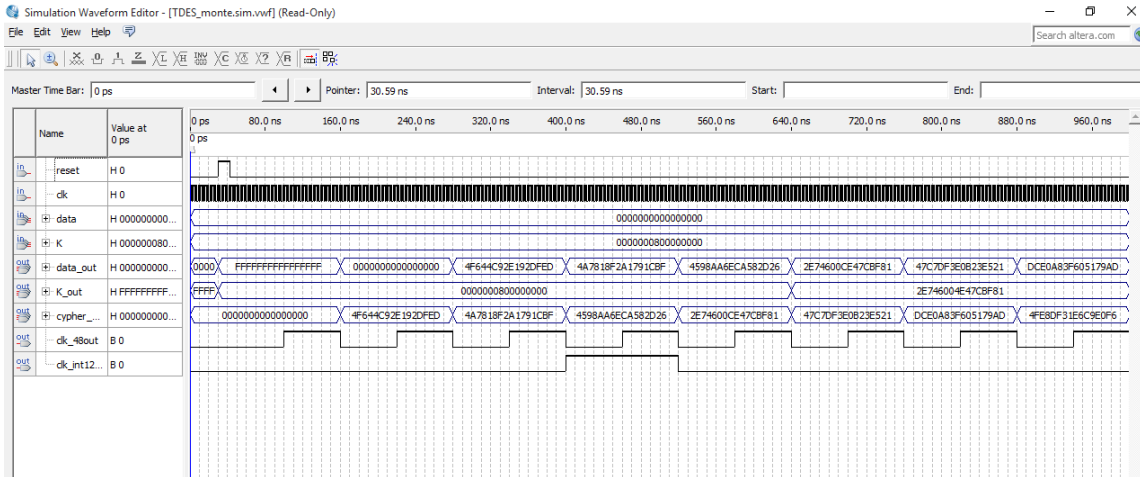 Simulation Waveform Editor - [TDES_monte.sim.vwf] (Read-Only)
File Edit View Help
Search altera.com
Master Time Bar: 0 ps Pointer: 30.59 ns Interval: 30.59 ns Start: End:
Name Value at 0 ps 0 ps 80.0 ns 160.0 ns 240.0 ns 320.0 ns 400.0 ns 480.0 ns 560.0 ns 640.0 ns 720.0 ns 800.0 ns 880.0 ns 960.0 ns
0 ps
reset H 0
clk H 0
data H 000000000... 0000000000000000
K H 000000080... 0000000800000000
data_out H 000000000... 0000 FFFFFFFFFFFFFFFF 0000000000000000 4F644C92E192DFED 4A7818F2A1791CBF 4598AA6ECA582D26 2E74600CE47CBF81 47C7DF3E0B23E521 DCE0A83F605179AD
K_out H FFFFFFFFF... FFFF 0000000800000000 2E746004E47CBF81
cypher_... H 000000000... 0000000000000000 4F644C92E192DFED 4A7818F2A1791CBF 4598AA6ECA582D26 2E74600CE47CBF81 47C7DF3E0B23E521 DCE0A83F605179AD 4FE8DF31E6C9E0F6
clk_48out B 0
clk_int12... B 0